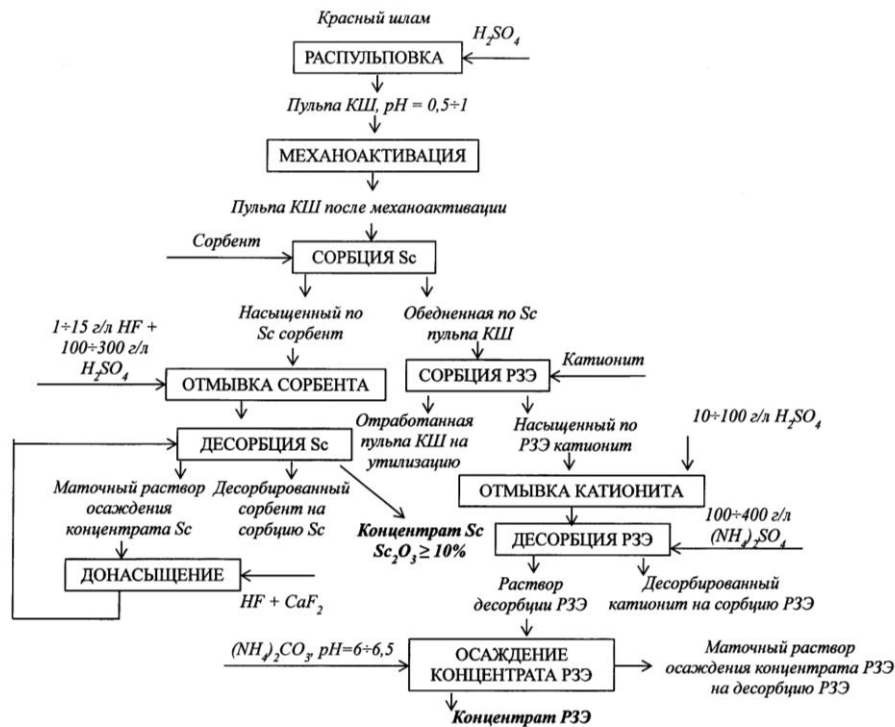 Красный шлам
H₂SO₄
РАСПУЛЬПОВКА
Пульпа КШ, pH = 0,5÷1
МЕХАНОАКТИВАЦИЯ
Пульпа КШ после механоактивации
Сорбент
СОРБЦИЯ Sc
Насыщенный по
Sc сорбент
Обедненная по Sc
пульпа КШ
1÷15 г/л HF +
100÷300 г/л
H₂SO₄
ОТМЫВКА СОРБЕНТА
СОРБЦИЯ РЗЭ
Катионит
Отработанная
пульпа КШ на
утилизацию
Насыщенный по
РЗЭ катионит
10÷100 г/л H₂SO₄
ДЕСОРБЦИЯ Sc
Маточный раствор
осаждения
концентрата Sc
Десорбированный
сорбент на
сорбцию Sc
Концентрат Sc
Sc₂O₃ ≥ 10%
ОТМЫВКА КАТИОНИТА
100÷400 г/л
(NH₄)₂SO₄
ДЕСОРБЦИЯ РЗЭ
ДОНАСЫЩЕНИЕ
HF + CaF₂
Раствор
десорбции РЗЭ
Десорбированный
катионит на сорбцию РЗЭ
(NH₄)₂CO₃, pH=6÷6,5
ОСАЖДЕНИЕ
КОНЦЕНТРАТА РЗЭ
Маточный раствор
осаждения концентрата РЗЭ
на десорбцию РЗЭ
Концентрат РЗЭ